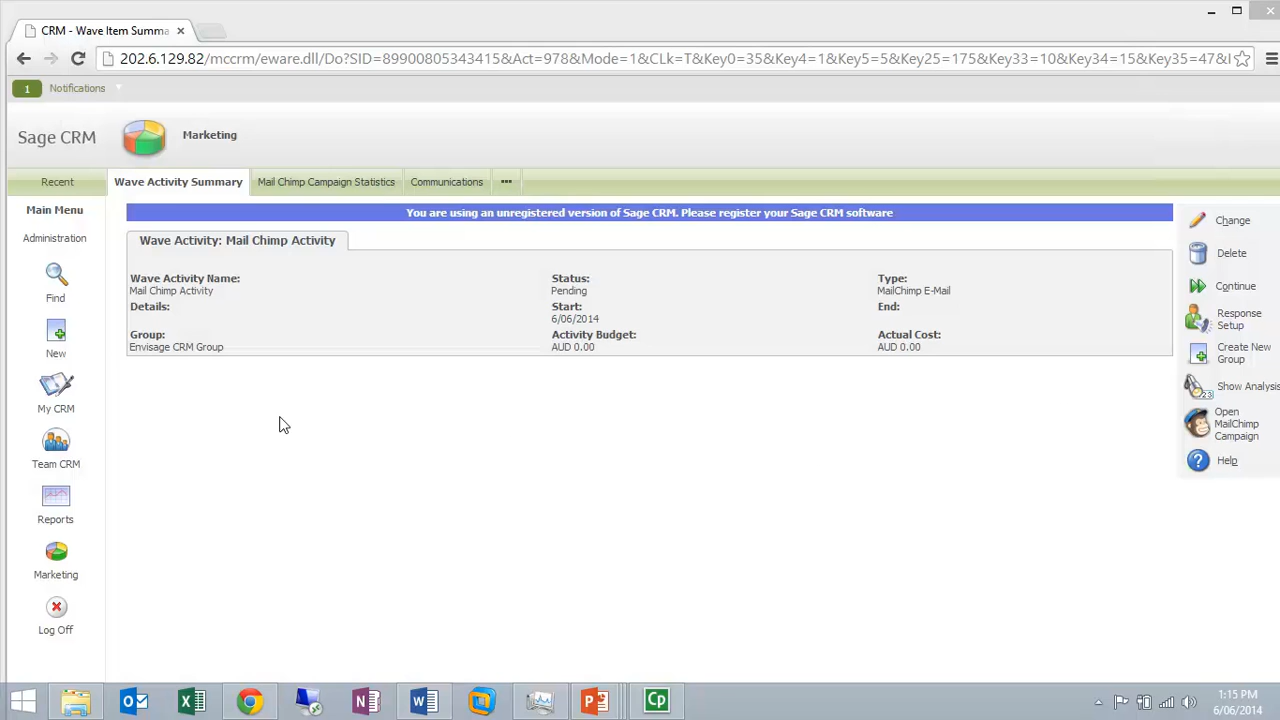 CRM - Wave Item Summa
202.6.129.82/mccrm/eware.dll/Do?SID=89900805343415&Act=978&Mode=1&CLk=T&Key0=35&Key4=1&Key5=5&Key25=175&Key33=10&Key34=15&Key35=47&
1 Notifications
Sage CRM
Marketing
Recent
Wave Activity Summary
Mail Chimp Campaign Statistics
Communications
•••
Main Menu
Administration
Find
New
My CRM
Team CRM
Reports
Marketing
Log Off
You are using an unregistered version of Sage CRM. Please register your Sage CRM software
Wave Activity: Mail Chimp Activity
Wave Activity Name:
Mail Chimp Activity
Status:
Pending
Type:
MailChimp E-Mail
Details:
Start:
6/06/2014
End:
Group:
Envisage CRM Group
Activity Budget:
AUD 0.00
Actual Cost:
AUD 0.00
Change
Delete
Continue
Response
Setup
Create New
Group
Show Analysis
Open
MailChimp
Campaign
Help
1:15 PM
6/06/2014